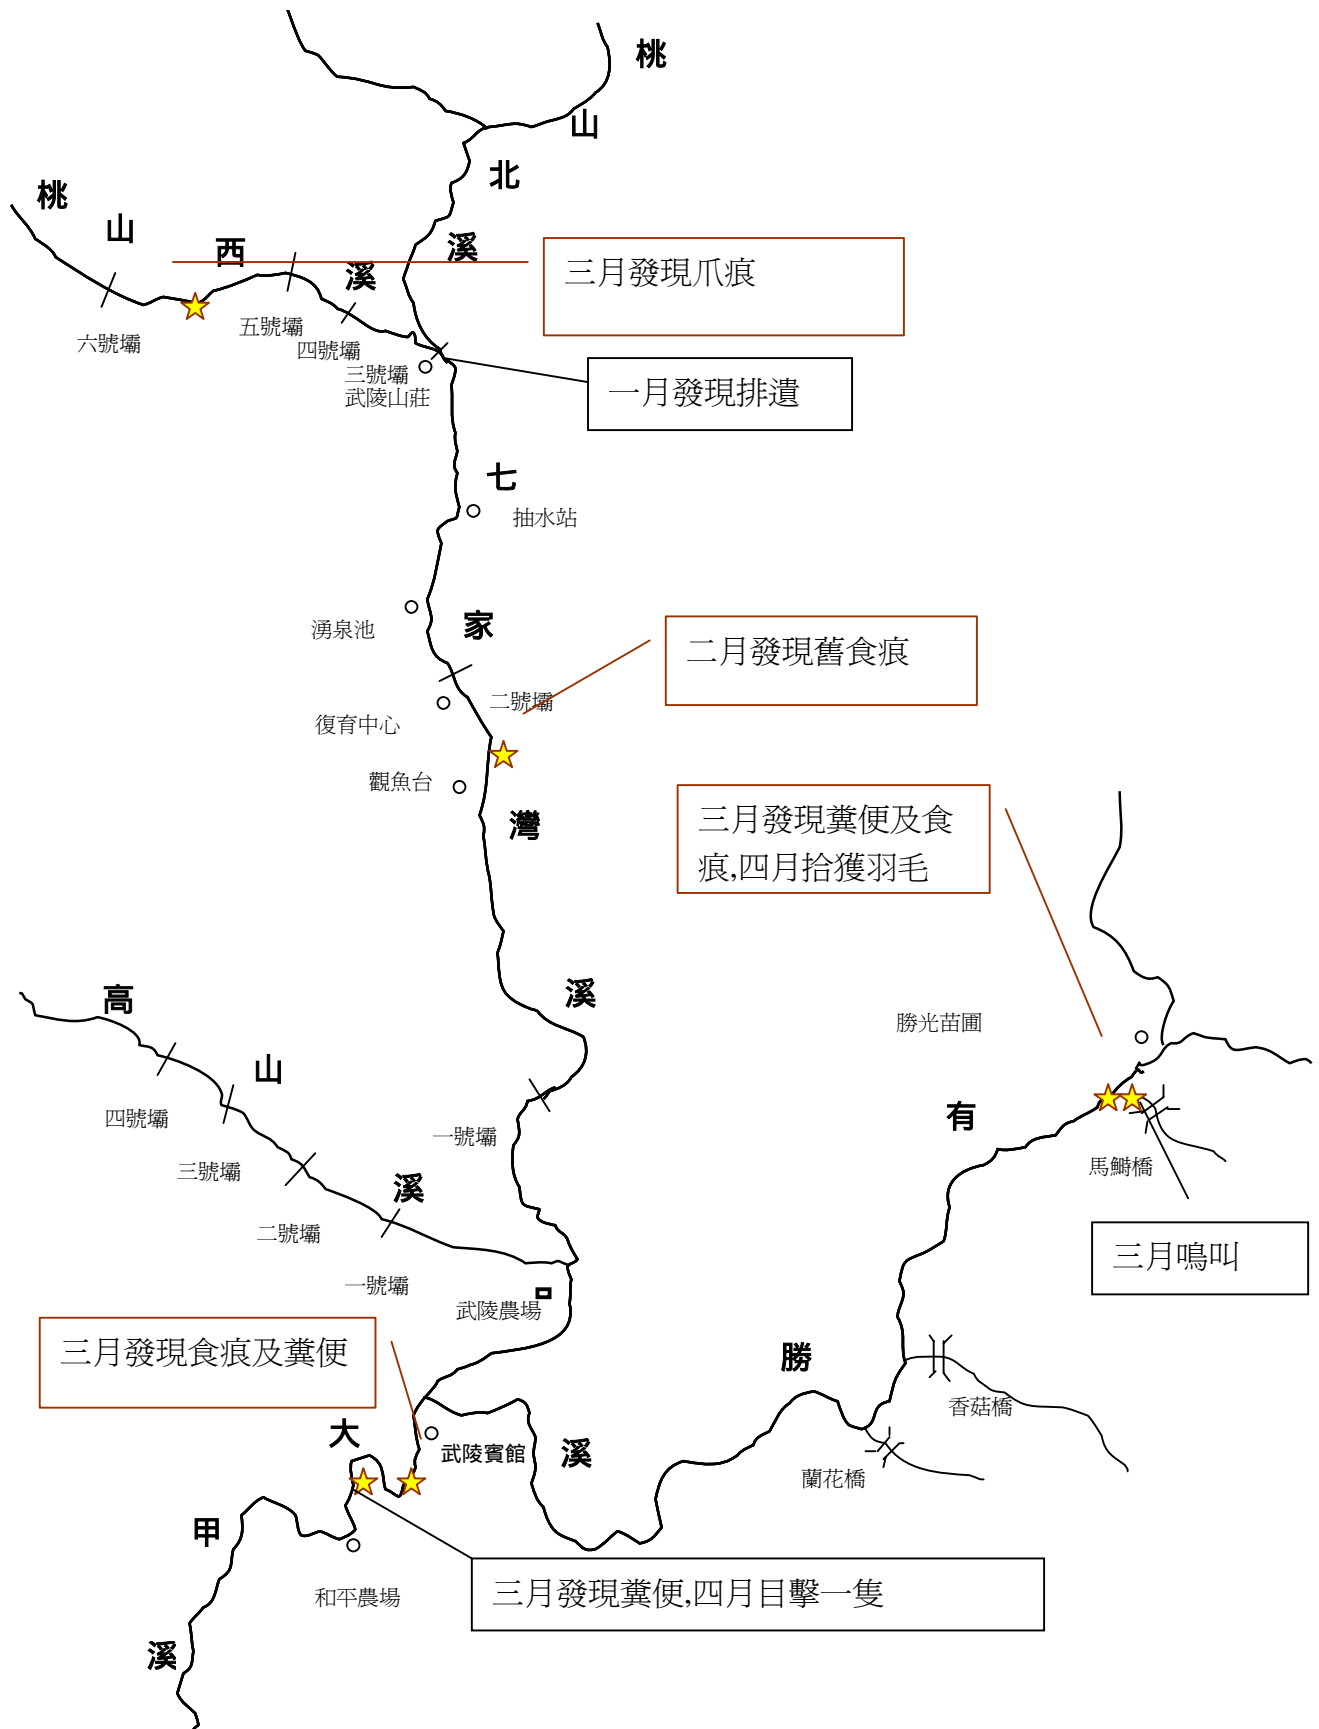 桃山北溪
桃山西溪
三月發現爪痕
六號壩
五號壩
四號壩
三號壩
武陵山莊
一月發現排遺
七家灣溪
抽水站
湧泉池
二月發現舊食痕
二號壩
復育中心
觀魚台
三月發現糞便及食
痕,四月拾獲羽毛
高山溪
四號壩
三號壩
二號壩
一號壩
一號壩
勝光苗圃
有勝溪
馬鰣橋
三月鳴叫
武陵農場
三月發現食痕及糞便
香菇橋
蘭花橋
武陵賓館
大甲溪
和平農場
三月發現糞便,四月目擊一隻